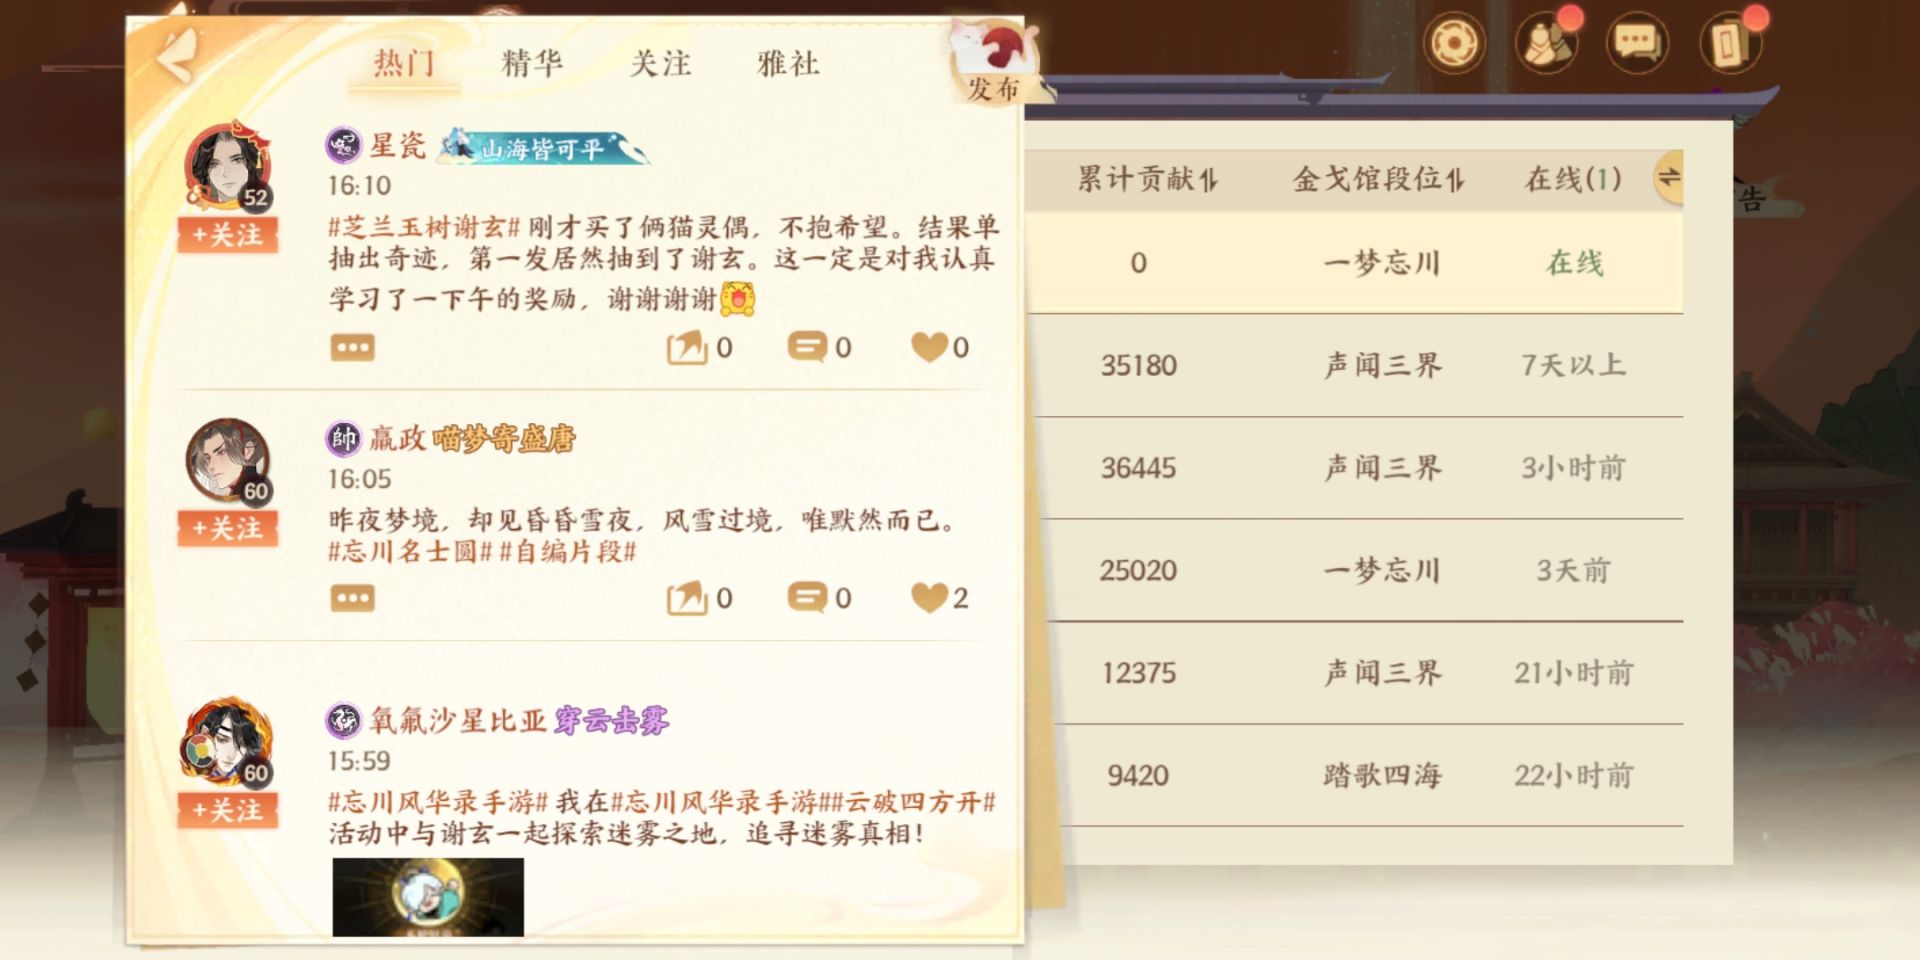 热门 精华 关注 雅社
发布
星瓷 山海皆可平
16:10
52
+关注
#芝兰玉树谢玄# 刚才买了俩猫灵偶，不抱希望。结果单
抽出奇迹，第一发居然抽到了谢玄。这一定是对我认真
学习了一下午的奖励，谢谢谢谢
0 0 0
帥 嬴政 喵梦寄盛唐
16:05
60
+关注
昨夜梦境，却见昏昏雪夜，风雪过境，唯默然而已。
#忘川名士圆# #自编片段#
0 0 2
氧氟沙星比亚 穿云击雾
15:59
60
+关注
#忘川风华录手游# 我在#忘川风华录手游##云破四方开#
活动中与谢玄一起探索迷雾之地，追寻迷雾真相！
累计贡献 金戈馆段位 在线(1)
告
0 一梦忘川 在线
35180 声闻三界 7天以上
36445 声闻三界 3小时前
25020 一梦忘川 3天前
12375 声闻三界 21小时前
9420 踏歌四海 22小时前